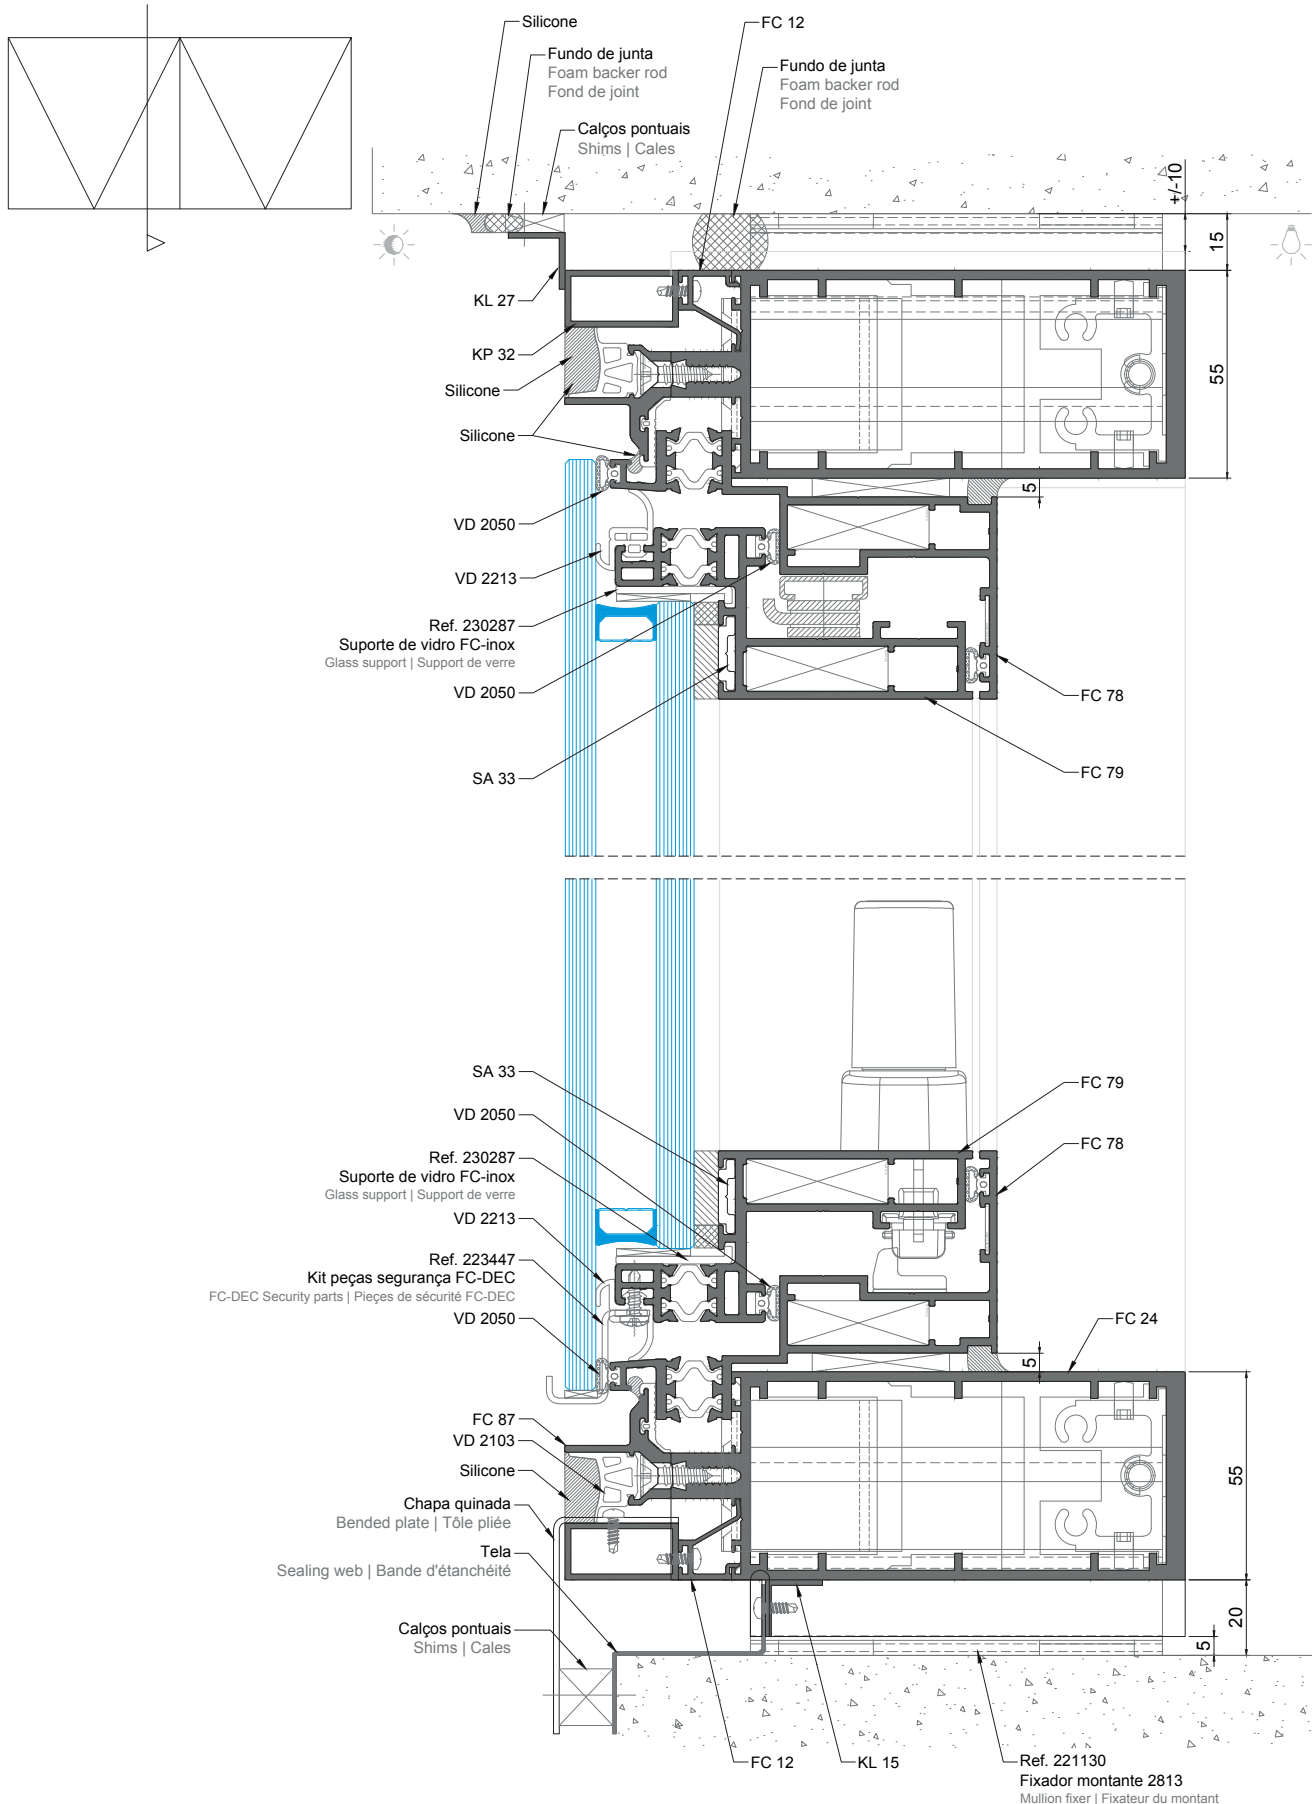 Silicone
FC 12
Fundo de junta
Foam backer rod
Fond de joint
Fundo de junta
Foam backer rod
Fond de joint
Calços pontuais
Shims | Cales
+/-10
15
KL 27
KP 32
Silicone
55
Silicone
5
VD 2050
VD 2213
Ref. 230287
Suporte de vidro FC-inox
Glass support | Support de verre
VD 2050
FC 78
SA 33
FC 79
SA 33
FC 79
VD 2050
FC 78
Ref. 230287
Suporte de vidro FC-inox
Glass support | Support de verre
VD 2213
Ref. 223447
Kit peças segurança FC-DEC
FC-DEC Security parts | Pieçes de sécurité FC-DEC
VD 2050
FC 24
5
FC 87
VD 2103
Silicone
55
Chapa quinada
Bended plate | Tôle pliée
Tela
Sealing web | Bande d'étanchéité
Calços pontuais
Shims | Cales
20
5
FC 12
KL 15
Ref. 221130
Fixador montante 2813
Mullion fixer | Fixateur du montant